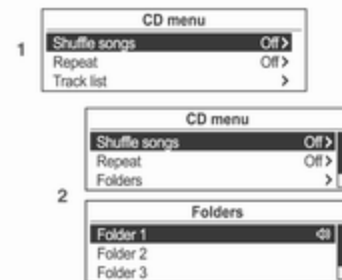 CD menu
1
Shuffle songs Off >
Repeat Off >
Track list >
CD menu
Shuffle songs Off >
Repeat Off >
Folders >
2
Folders
Folder 1
Folder 2
Folder 3